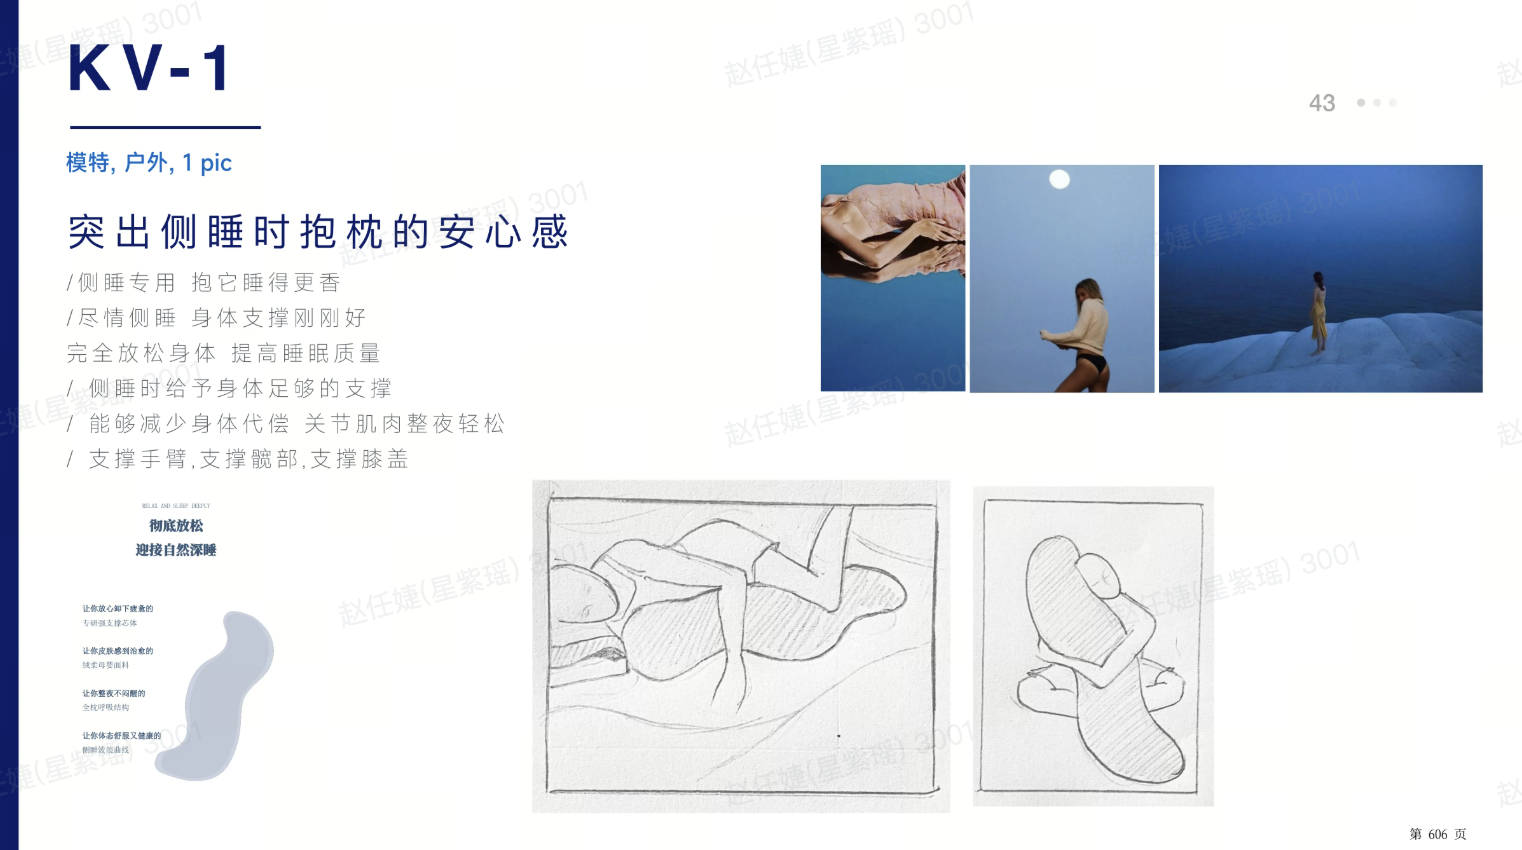 KV-1
43
模特, 户外, 1 pic
突出侧睡时抱枕的安心感
/侧睡专用 抱它睡得更香
/尽情侧睡 身体支撑刚刚好
完全放松身体 提高睡眠质量
/ 侧睡时给予身体足够的支撑
/ 能够减少身体代偿 关节肌肉整夜轻松
/ 支撑手臂,支撑髋部,支撑膝盖
RELAX AND SLEEP DEEPLY
彻底放松
迎接自然深睡
让你放心卸下疲惫的
专研强支撑芯体
让你皮肤感到治愈的
绒柔母婴面料
让你整夜不闷醒的
全枕呼吸结构
让你体态舒服又健康的
侧睡波浪曲线
第 606 页
赵任婕(星紫瑶) 3001